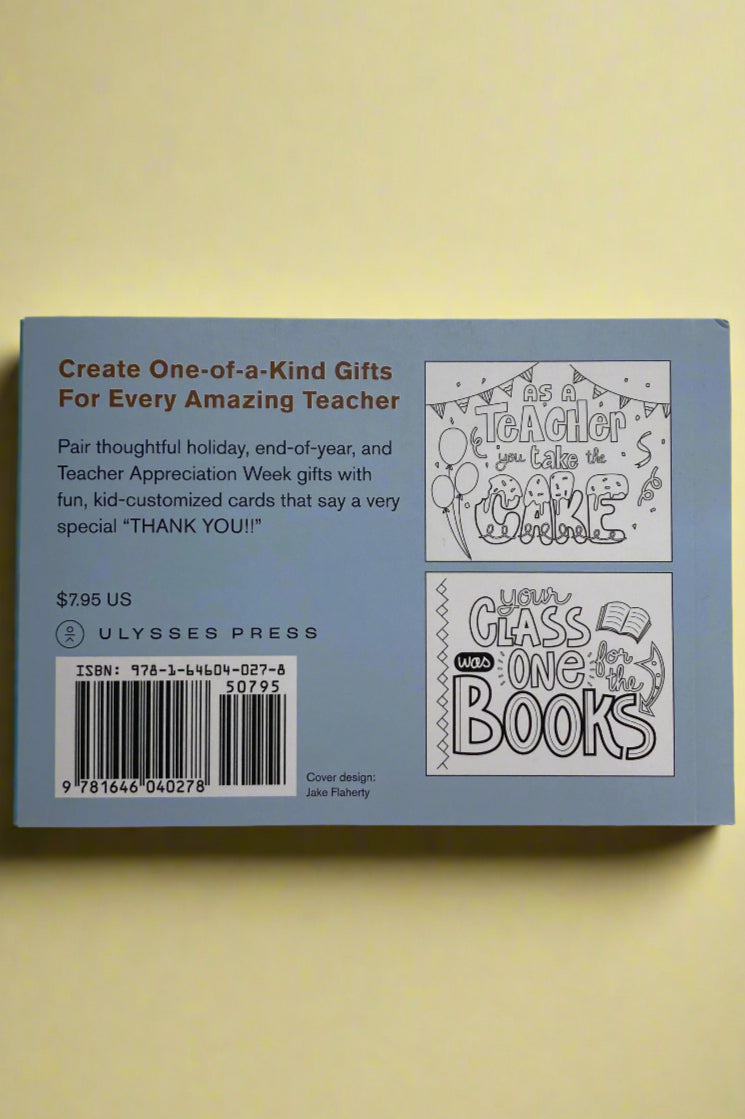 Create One-of-a-Kind Gifts
For Every Amazing Teacher
Pair thoughtful holiday, end-of-year, and
Teacher Appreciation Week gifts with
fun, kid-customized cards that say a very
special “THANK YOU!!”
$7.95 US
ULYSSES PRESS
ISBN: 978-1-64604-027-8
50795
9 781646 040278
Cover design:
Jake Flaherty
AS A
TEACHER
you take the
CAKE
your
CLASS
was ONE for
the
BOOKS